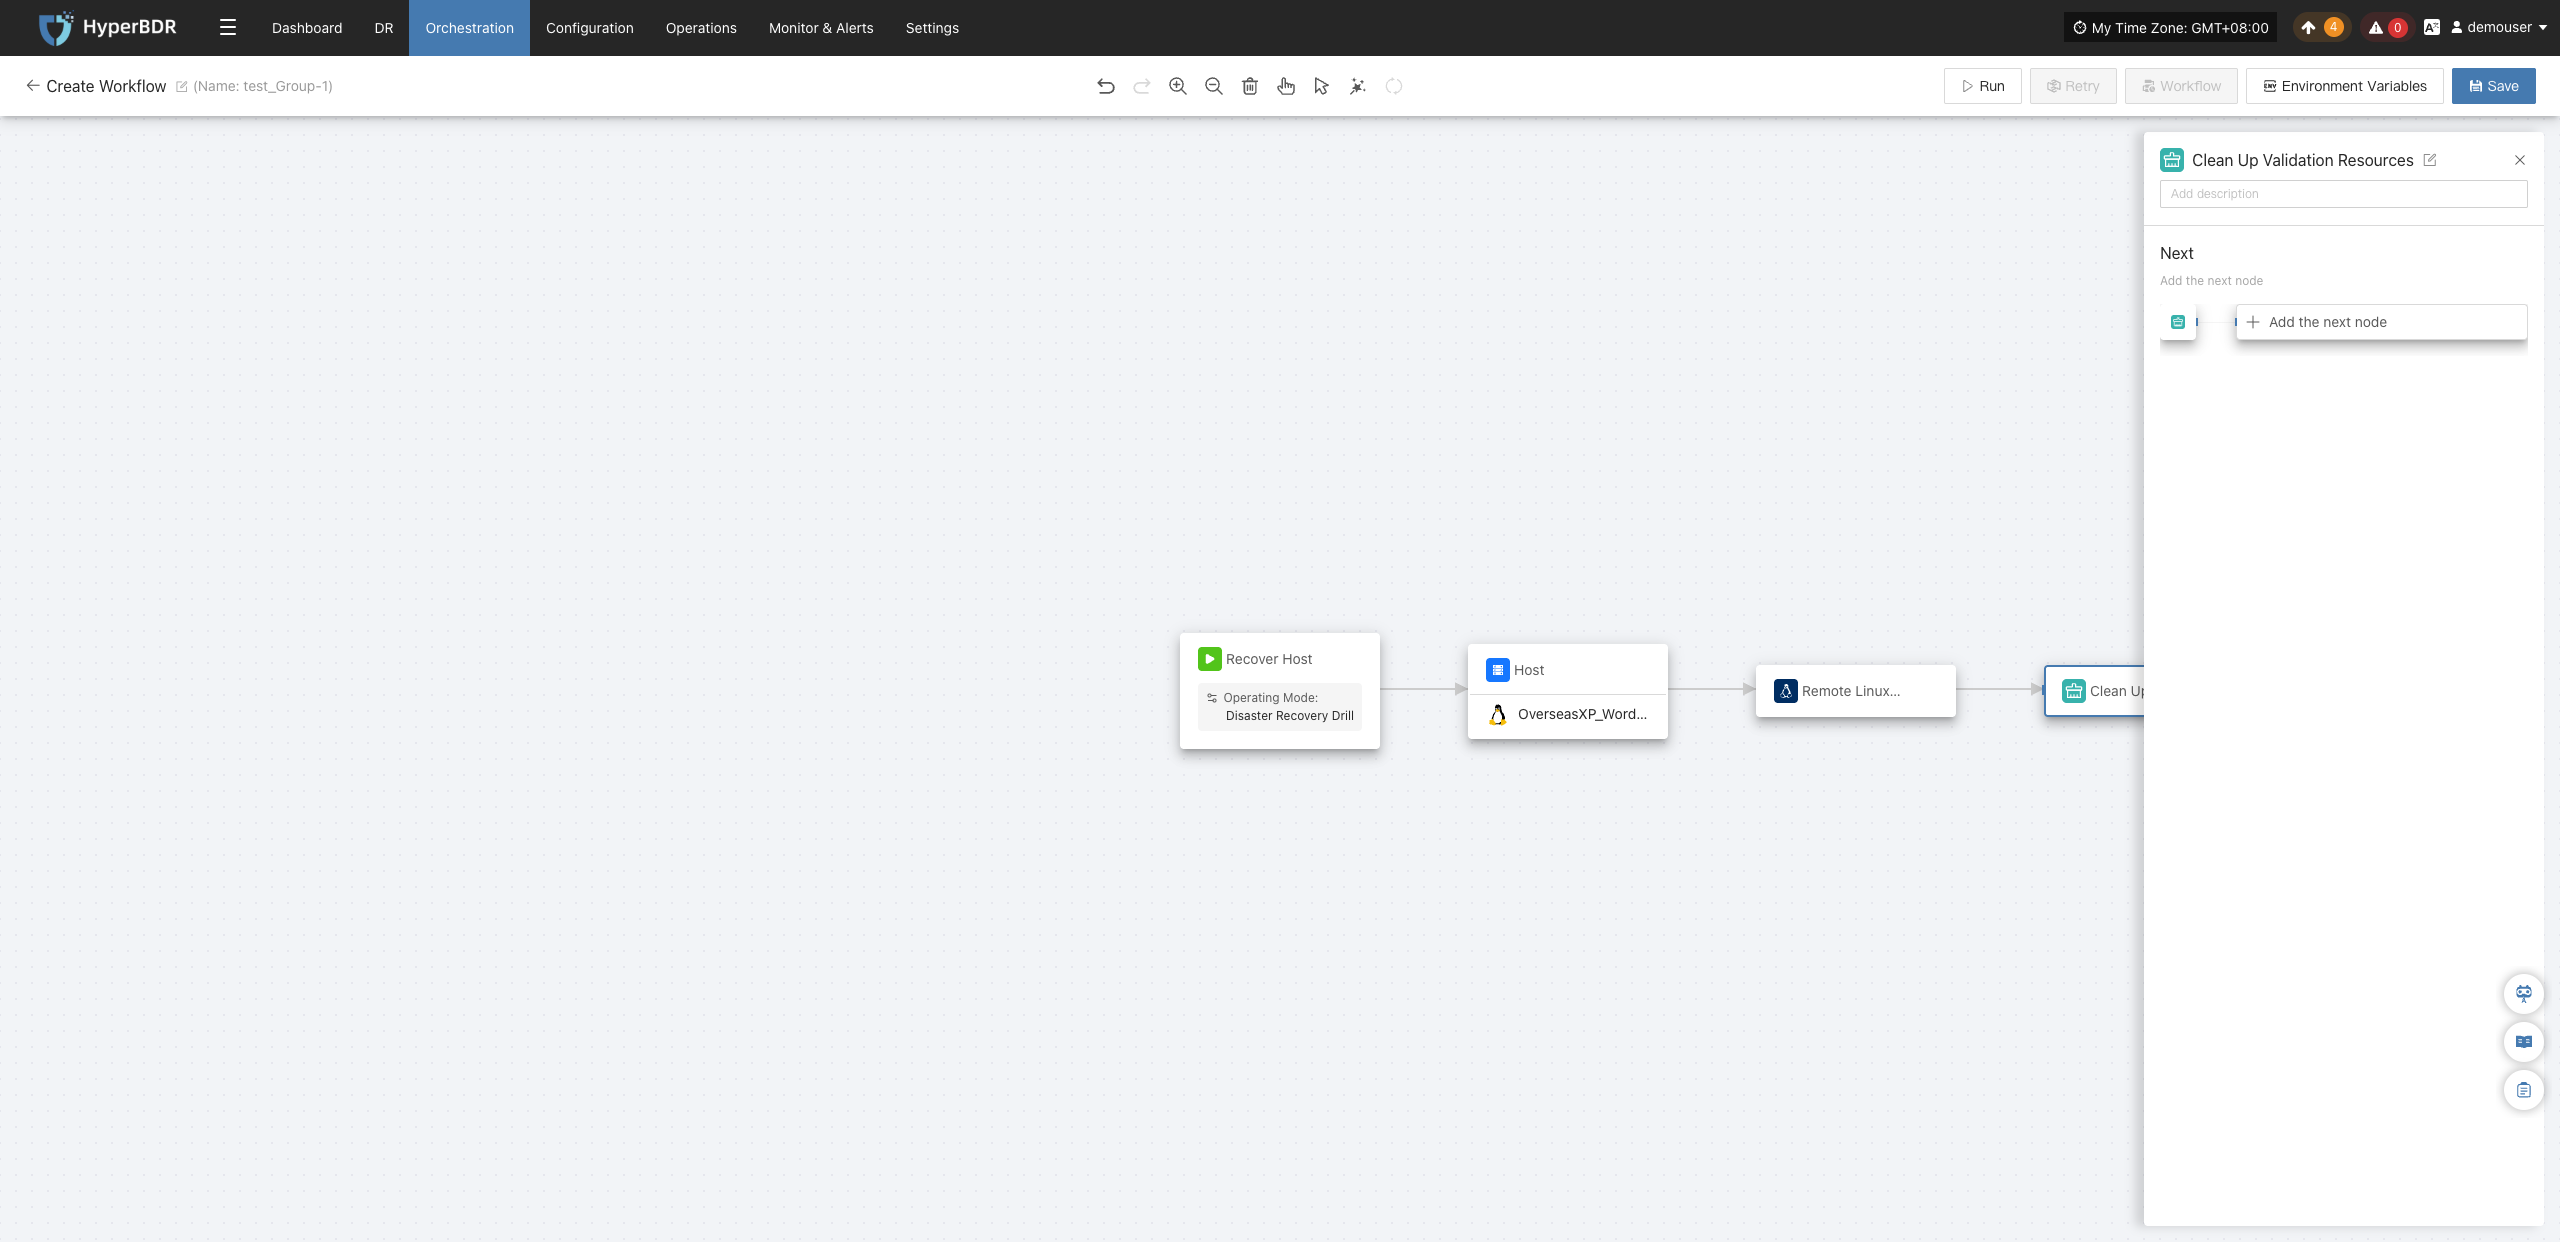 HyperBDR
Dashboard DR Orchestration Configuration Operations Monitor & Alerts Settings
My Time Zone: GMT+08:00 4 0 demouser
Create Workflow (Name: test_Group-1)
Run Retry Workflow Environment Variables Save
Clean Up Validation Resources
Add description
Next
Add the next node
Add the next node
Recover Host
Operating Mode:
Disaster Recovery Drill
Host
OverseasXP_Word...
Remote Linux...
Clean Up